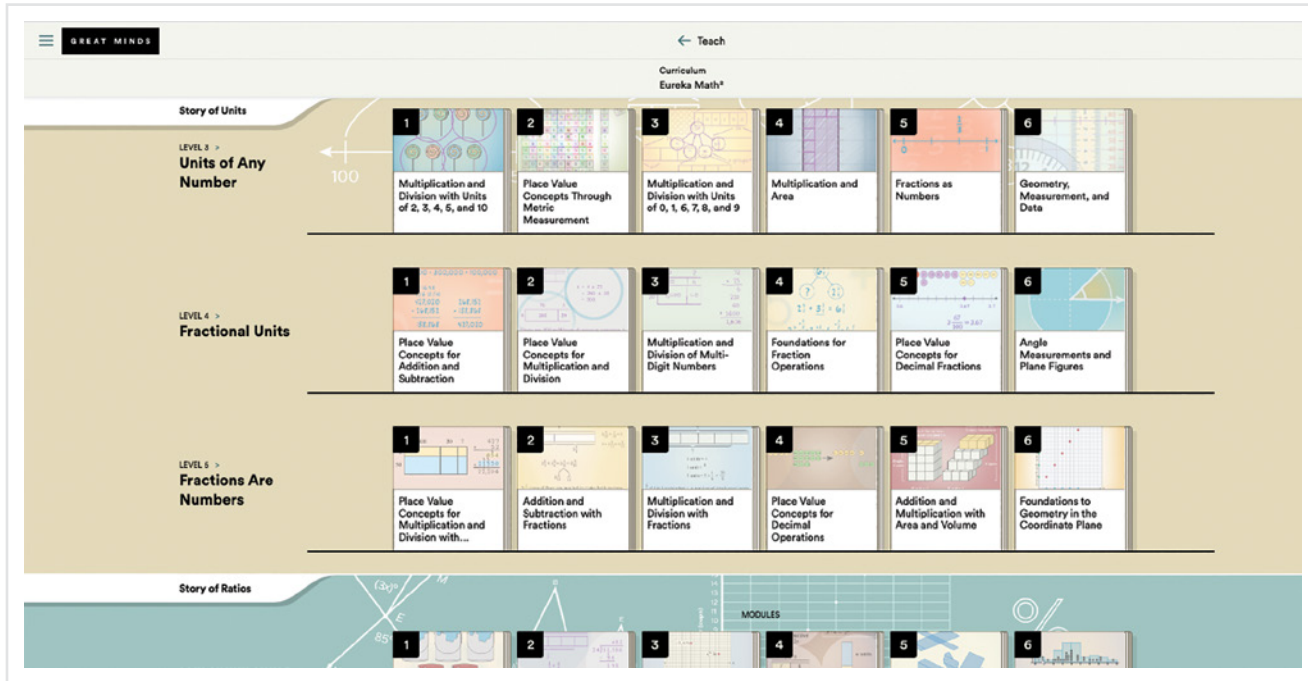 GREAT MINDS
← Teach
Curriculum
Eureka Math²
Story of Units
LEVEL 3 >
Units of Any
Number
100
1
Multiplication and
Division with Units
of 2, 3, 4, 5, and 10
2
Place Value
Concepts Through
Metric
Measurement
3
Multiplication and
Division with Units
of 0, 1, 6, 7, 8, and 9
4
Multiplication and
Area
5
Fractions as
Numbers
6
Geometry,
Measurement, and
Data
LEVEL 4 >
Fractional Units
1
Place Value
Concepts for
Addition and
Subtraction
2
Place Value
Concepts for
Multiplication and
Division
3
Multiplication and
Division of Multi-
Digit Numbers
4
Foundations for
Fraction
Operations
5
Place Value
Concepts for
Decimal Fractions
6
Angle
Measurements and
Plane Figures
LEVEL 5 >
Fractions Are
Numbers
1
Place Value
Concepts for
Multiplication and
Division with...
2
Addition and
Subtraction with
Fractions
3
Multiplication and
Division with
Fractions
4
Place Value
Concepts for
Decimal
Operations
5
Addition and
Multiplication with
Area and Volume
6
Foundations to
Geometry in the
Coordinate Plane
Story of Ratios
(3x)°
M
E
85°
MODULES
%
1
2
3
4
5
6